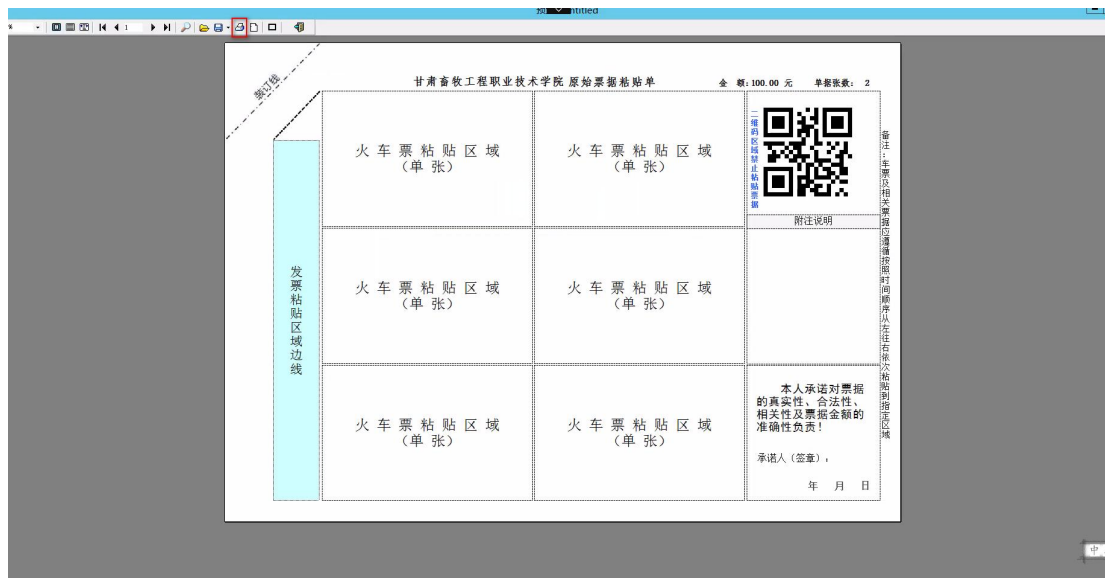 预 ntitled
%
1
装订线
甘肃畜牧工程职业技术学院 原始票据粘贴单
金 额:100.00 元 单据张数: 2
火 车 票 粘 贴 区 域
(单 张)
火 车 票 粘 贴 区 域
(单 张)
二维码区域禁止粘贴票据
附注说明
备注:车票及相关票据应遵循按照时间顺序从左往右依次粘贴到指定区域
发票粘贴区域边线
火 车 票 粘 贴 区 域
(单 张)
火 车 票 粘 贴 区 域
(单 张)
火 车 票 粘 贴 区 域
(单 张)
火 车 票 粘 贴 区 域
(单 张)
本人承诺对票据
的真实性、合法性、
相关性及票据金额的
准确性负责!
承诺人(签章):
年 月 日
中